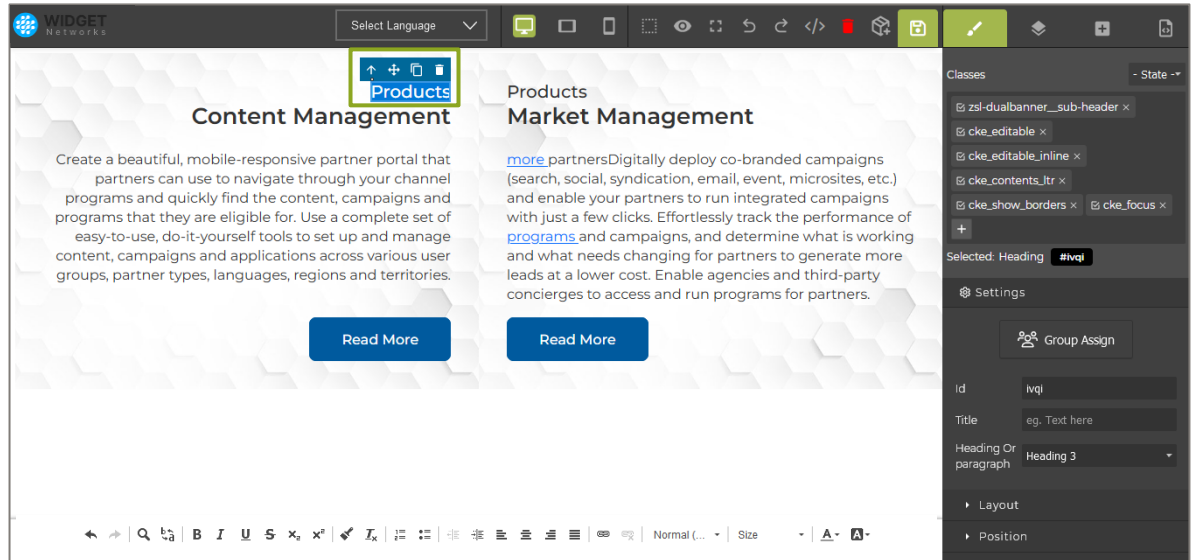 WIDGET
Networks
Select Language
</>
Products
Content Management
Create a beautiful, mobile-responsive partner portal that
partners can use to navigate through your channel
programs and quickly find the content, campaigns and
programs that they are eligible for. Use a complete set of
easy-to-use, do-it-yourself tools to set up and manage
content, campaigns and applications across various user
groups, partner types, languages, regions and territories.
Read More
Products
Market Management
more partnersDigitally deploy co-branded campaigns
(search, social, syndication, email, event, microsites, etc.)
and enable your partners to run integrated campaigns
with just a few clicks. Effortlessly track the performance of
programs and campaigns, and determine what is working
and what needs changing for partners to generate more
leads at a lower cost. Enable agencies and third-party
concierges to access and run programs for partners.
Read More
Classes
- State -
zsl-dualbanner__sub-header ×
cke_editable ×
cke_editable_inline ×
cke_contents_ltr ×
cke_show_borders × cke_focus ×
+
Selected: Heading #ivqi
Settings
Group Assign
Id ivqi
Title eg. Text here
Heading Or
paragraph Heading 3
Layout
Position
B I U S x₂ x² Ix Normal (... Size A A